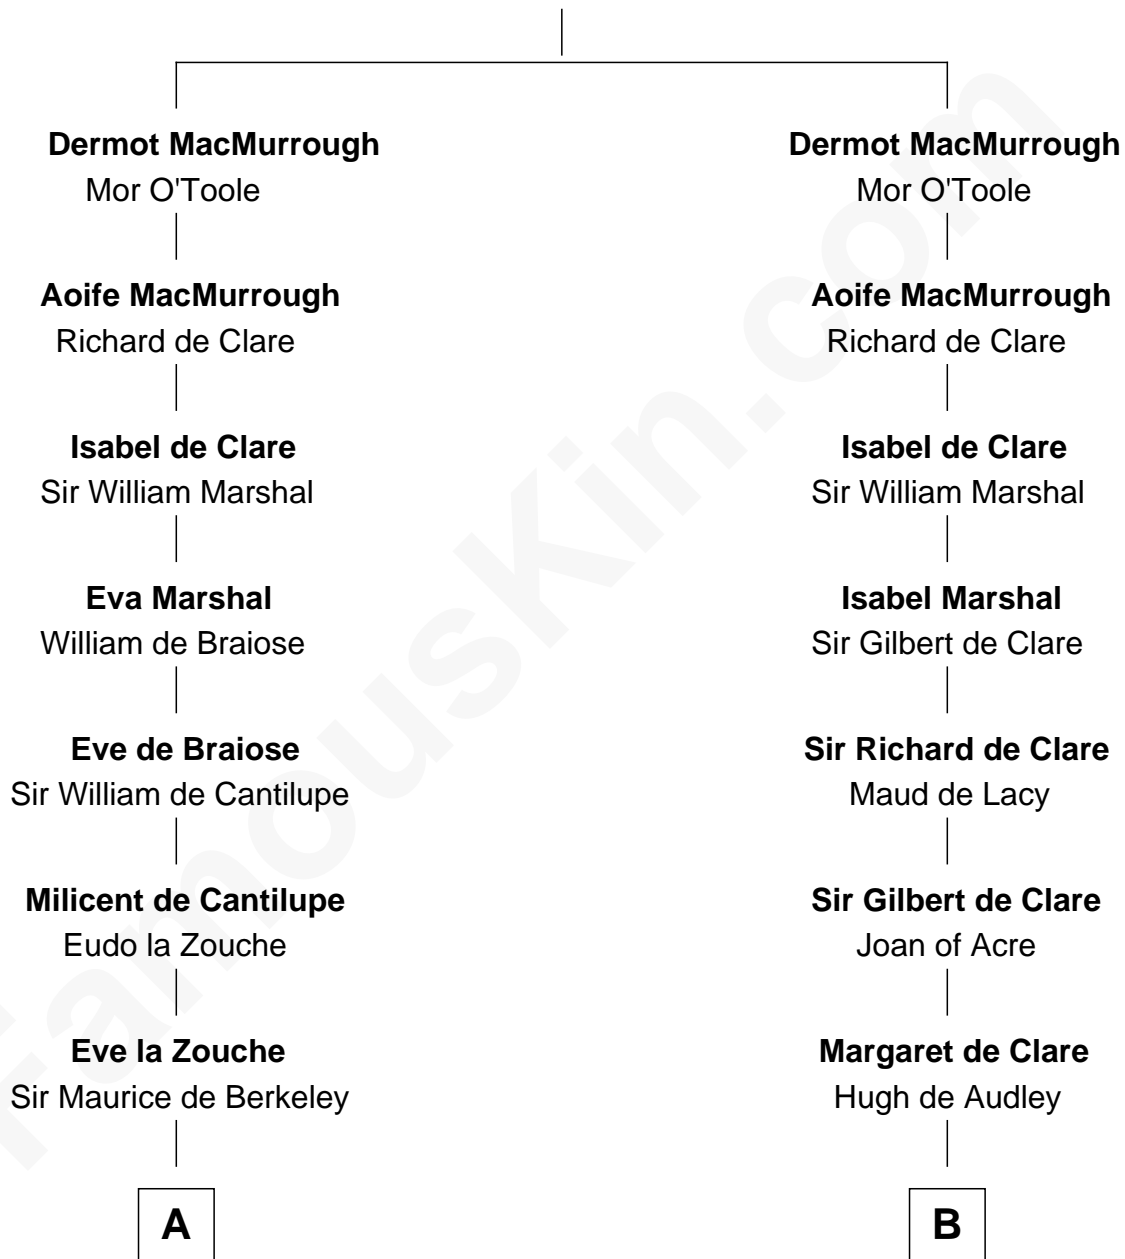 Dermot MacMurrough
Mor O'Toole
Aoife MacMurrough
Richard de Clare
Isabel de Clare
Sir William Marshal
Eva Marshal
William de Braiose
Eve de Braiose
Sir William de Cantilupe
Milicent de Cantilupe
Eudo la Zouche
Eve la Zouche
Sir Maurice de Berkeley
A
Dermot MacMurrough
Mor O'Toole
Aoife MacMurrough
Richard de Clare
Isabel de Clare
Sir William Marshal
Isabel Marshal
Sir Gilbert de Clare
Sir Richard de Clare
Maud de Lacy
Sir Gilbert de Clare
Joan of Acre
Margaret de Clare
Hugh de Audley
B
FamousKin.com